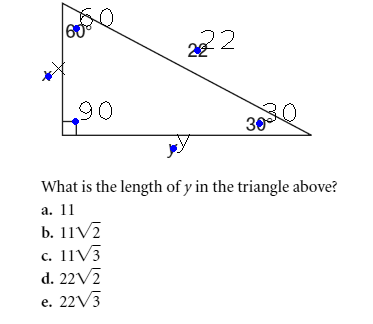 60° 60
22 22
x x
90
30° 30
y y
What is the length of y in the triangle above?
a. 11
b. 11√2
c. 11√3
d. 22√2
e. 22√3